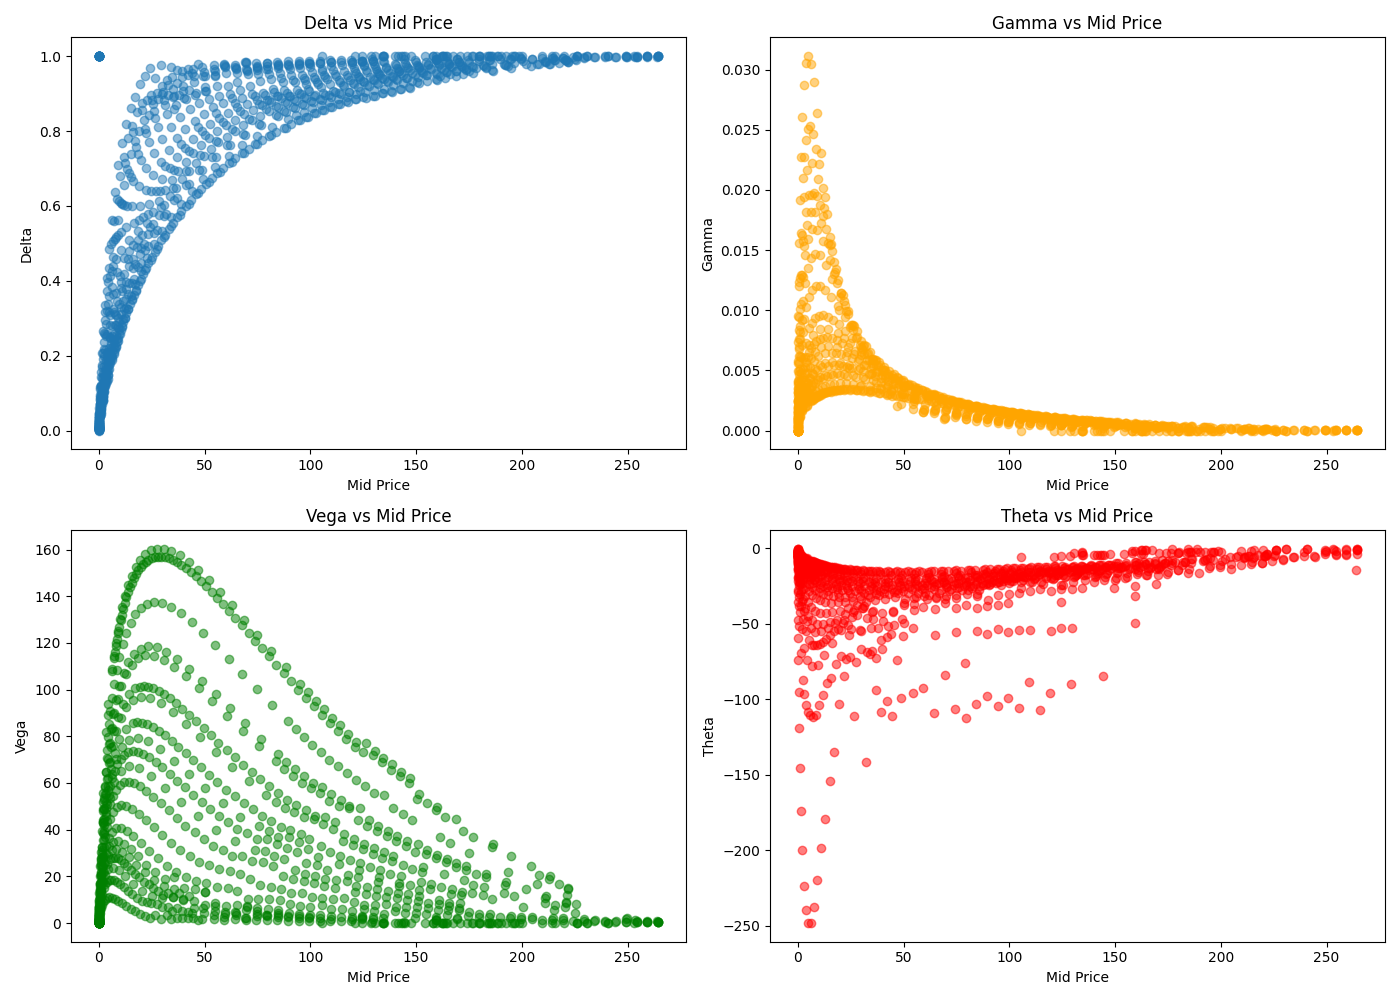 Delta vs Mid Price
1.0
0.8
0.6
0.4
0.2
0.0
Delta
0 50 100 150 200 250
Mid Price
Gamma vs Mid Price
0.030
0.025
0.020
0.015
0.010
0.005
0.000
Gamma
0 50 100 150 200 250
Mid Price
Vega vs Mid Price
160
140
120
100
80
60
40
20
0
Vega
0 50 100 150 200 250
Mid Price
Theta vs Mid Price
0
−50
−100
−150
−200
−250
Theta
0 50 100 150 200 250
Mid Price